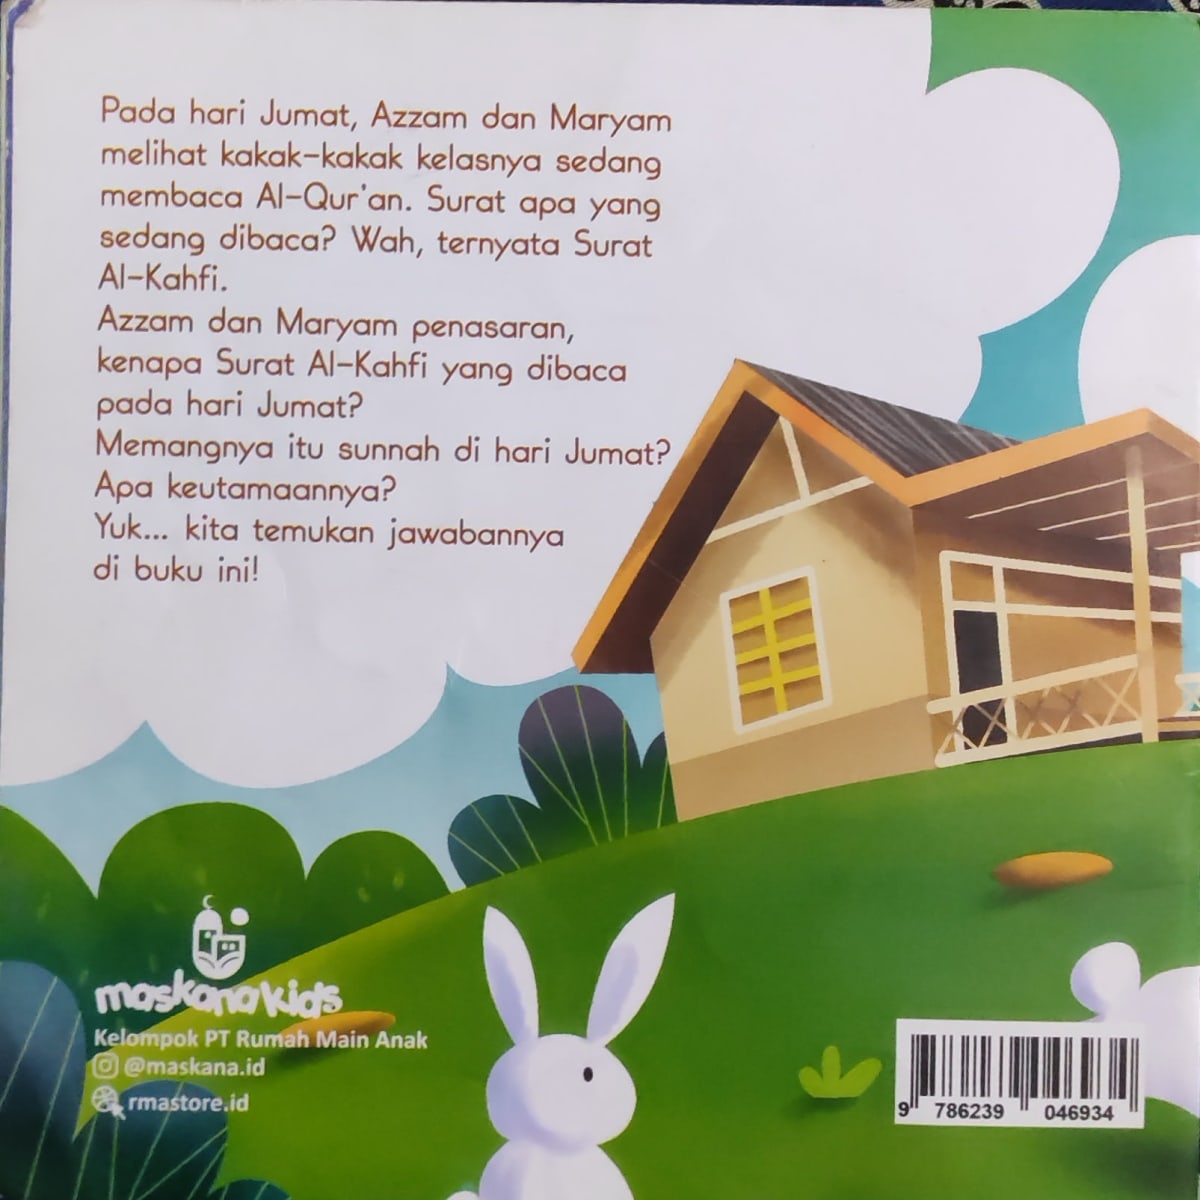 Pada hari Jumat, Azzam dan Maryam
melihat kakak-kakak kelasnya sedang
membaca Al-Qur'an. Surat apa yang
sedang dibaca? Wah, ternyata Surat
Al-Kahfi.
Azzam dan Maryam penasaran,
kenapa Surat Al-Kahfi yang dibaca
pada hari Jumat?
Memangnya itu sunnah di hari Jumat?
Apa keutamaannya?
Yuk... kita temukan jawabannya
di buku ini!
maskana kids
Kelompok PT Rumah Main Anak
@maskana.id
rmastore.id
9 786239 046934